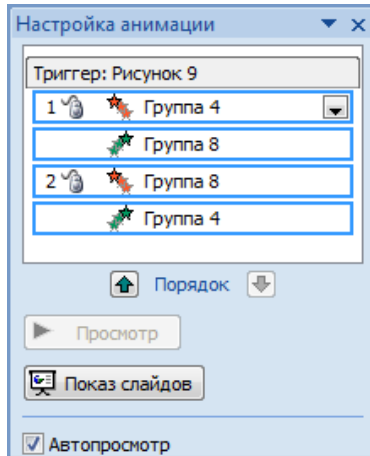 Настройка анимации
Триггер: Рисунок 9
1 Группа 4
Группа 8
2 Группа 8
Группа 4
Порядок
Просмотр
Показ слайдов
Автопросмотр